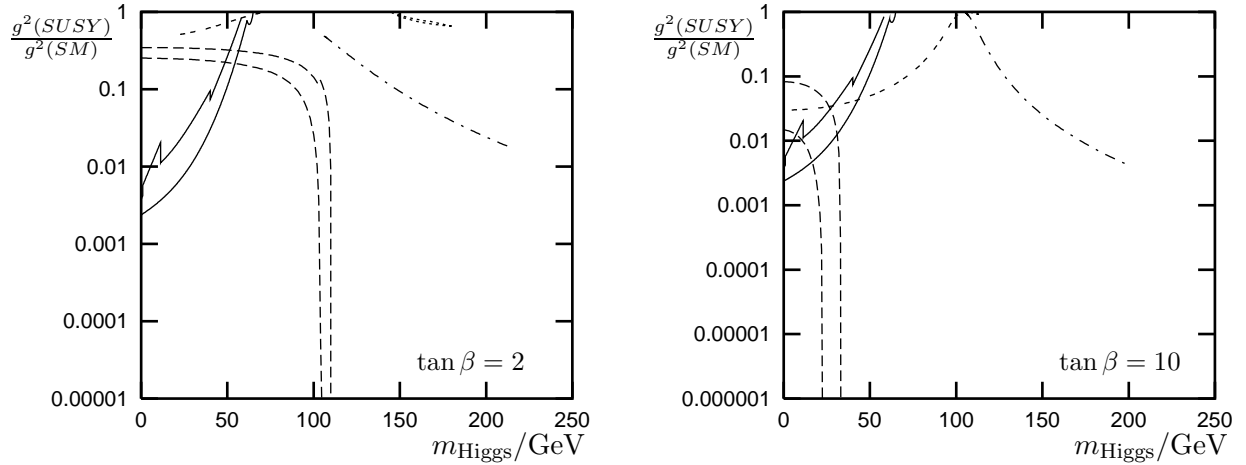 1
g²(SUSY)
g²(SM)
0.1
0.01
0.001
0.0001
0.00001
0 50 100 150 200 250
m_Higgs/GeV
tan β = 2
1
g²(SUSY)
g²(SM)
0.1
0.01
0.001
0.0001
0.00001
0.000001
0 50 100 150 200 250
m_Higgs/GeV
tan β = 10